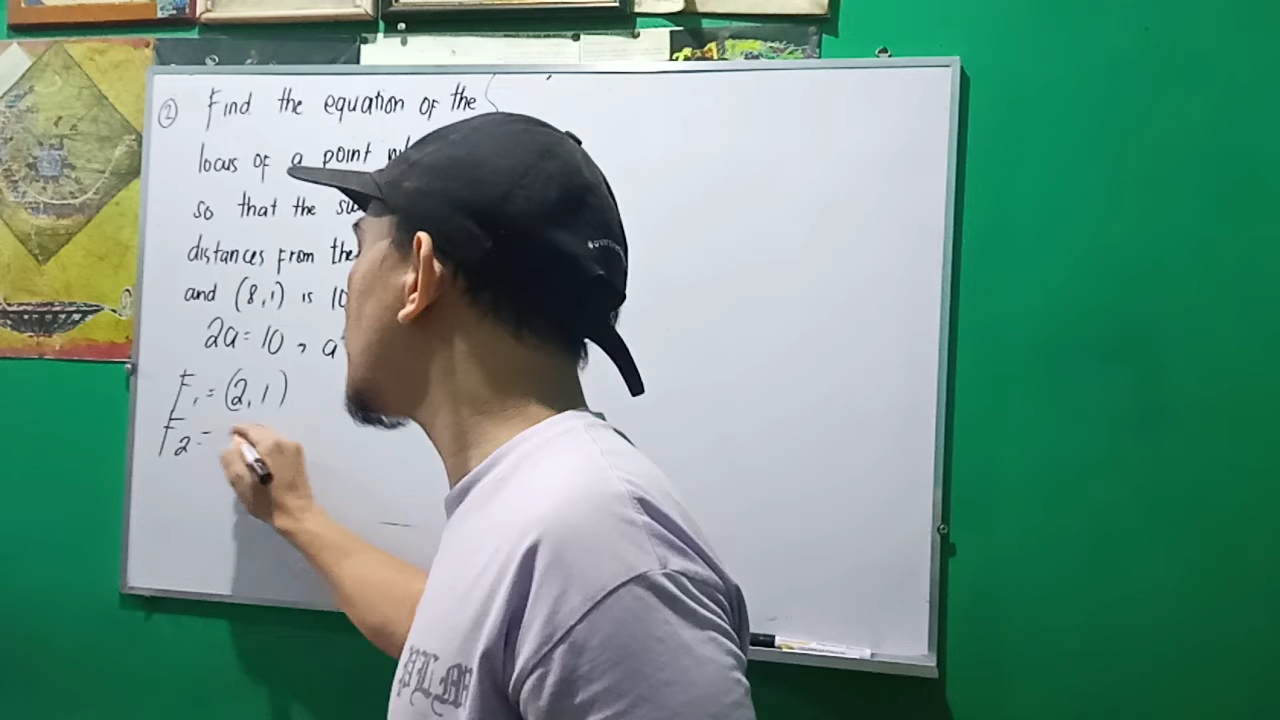 ② Find the equation of the
locus of a point
so that the
distances from the
and (8,1) is 10
2a = 10 , a
F₁ = (2, 1)
F₂ =